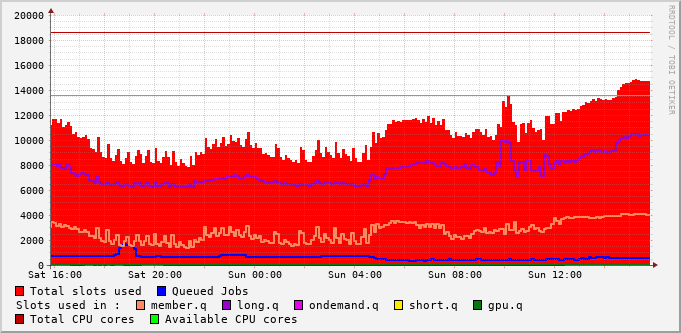 20000
18000
16000
14000
12000
10000
8000
6000
4000
2000
0
Sat 16:00 Sat 20:00 Sun 00:00 Sun 04:00 Sun 08:00 Sun 12:00
Total slots used Queued Jobs
Slots used in : member.q long.q ondemand.q short.q gpu.q
Total CPU cores Available CPU cores
RRDTOOL / TOBI OETIKER